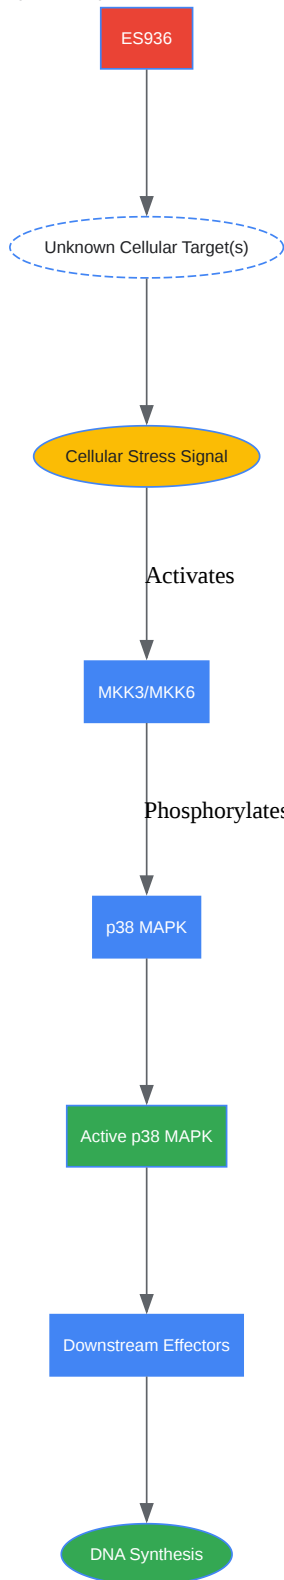 ES936
Unknown Cellular Target(s)
Cellular Stress Signal
Activates
MKK3/MKK6
Phosphorylates
p38 MAPK
Active p38 MAPK
Downstream Effectors
DNA Synthesis